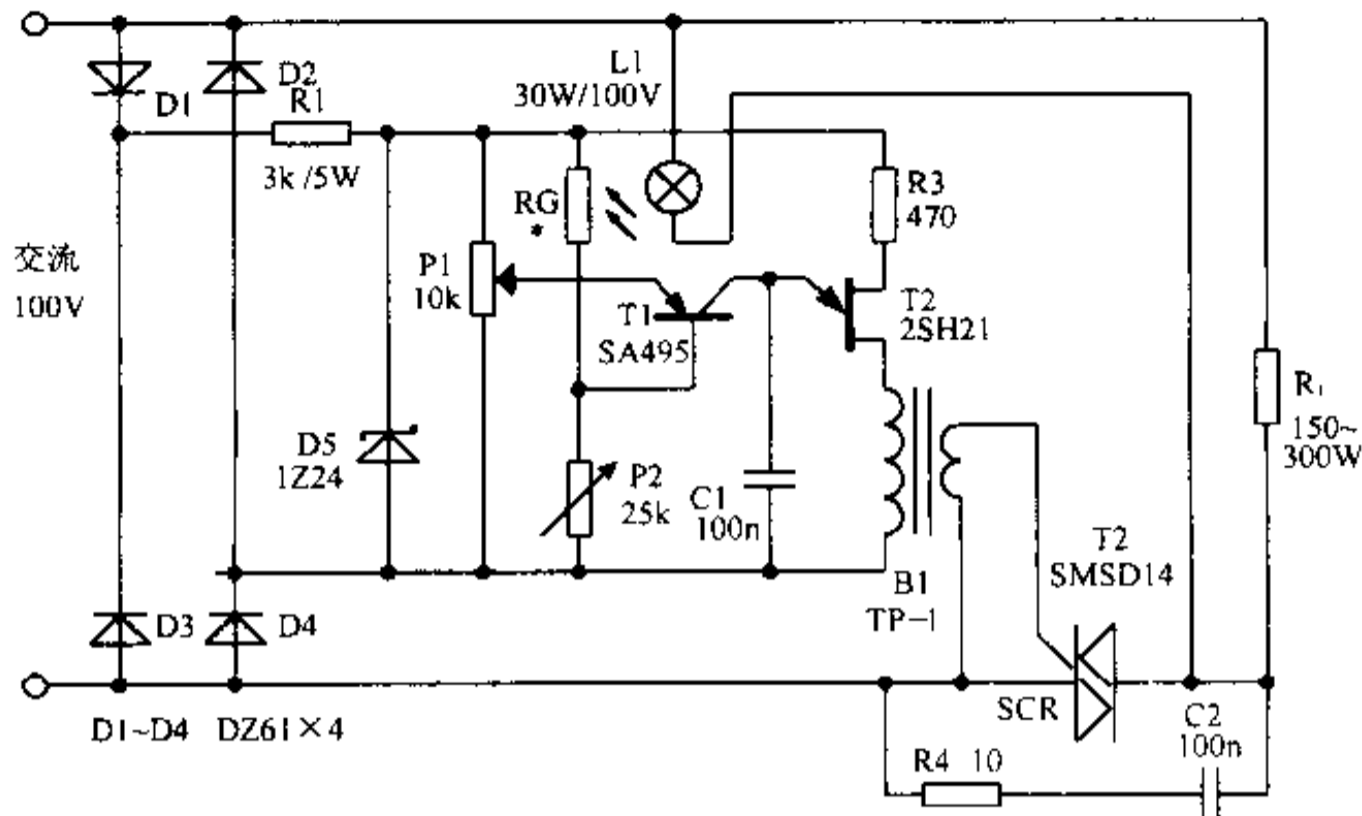 D1
D2
R1
3k /5W
L1
30W/100V
RG
*
R3
470
交流
100V
P1
10k
T1
SA495
T2
2SH21
D5
1Z24
P2
25k
C1
100n
150~
300W
B1
TP-1
T2
SMSD14
D3
D4
SCR
C2
100n
D1~D4 DZ61×4
R4 10